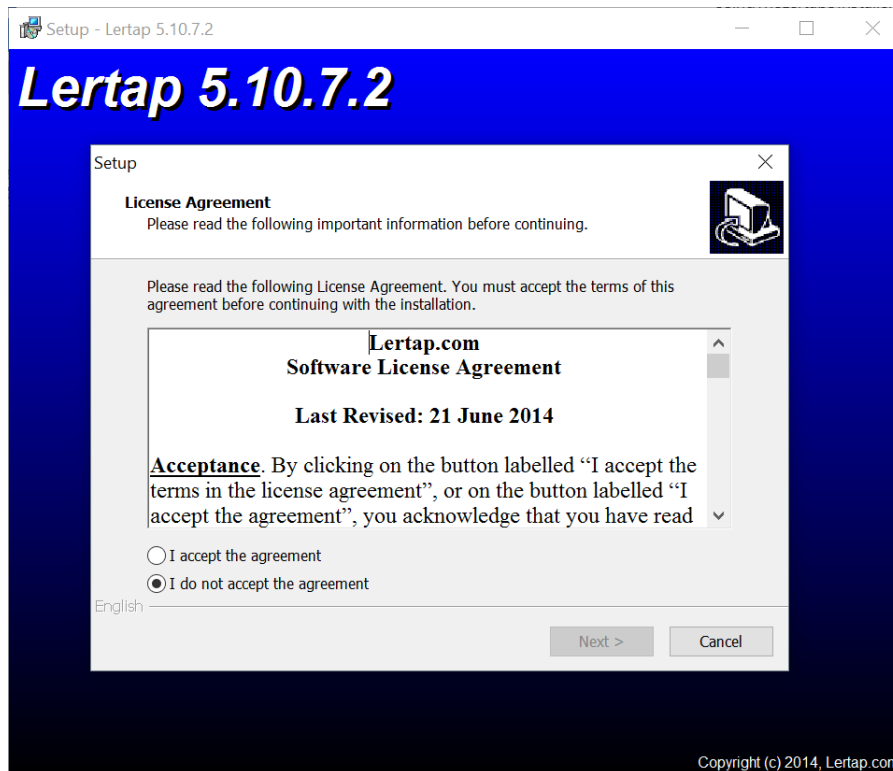 Setup - Lertap 5.10.7.2
Lertap 5.10.7.2
Setup
License Agreement
Please read the following important information before continuing.
Please read the following License Agreement. You must accept the terms of this
agreement before continuing with the installation.
Lertap.com
Software License Agreement
Last Revised: 21 June 2014
Acceptance. By clicking on the button labelled “I accept the
terms in the license agreement”, or on the button labelled “I
accept the agreement”, you acknowledge that you have read
I accept the agreement
I do not accept the agreement
English
Next >
Cancel
Copyright (c) 2014, Lertap.com